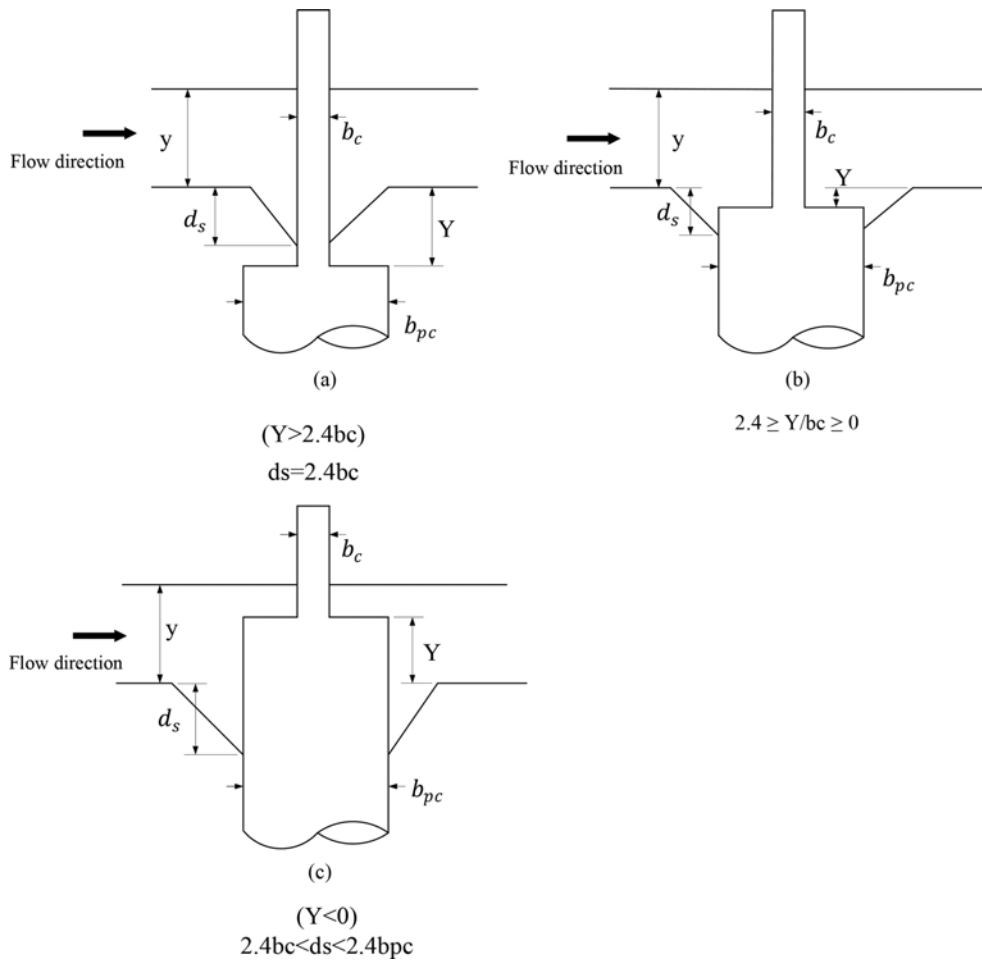 b_c
y
Flow direction
d_s
Y
b_pc
(a)
(Y>2.4bc)
ds=2.4bc
b_c
y
Flow direction
Y
d_s
b_pc
(b)
2.4 ≥ Y/bc ≥ 0
b_c
y
Flow direction
Y
d_s
b_pc
(c)
(Y<0)
2.4bc<ds<2.4bpc